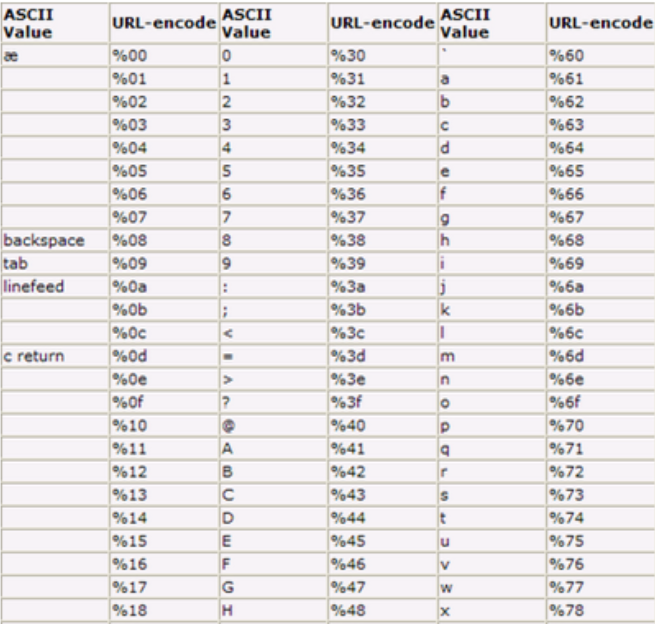 ASCII Value URL-encode ASCII Value URL-encode ASCII Value URL-encode
æ %00 0 %30 ` %60
%01 1 %31 a %61
%02 2 %32 b %62
%03 3 %33 c %63
%04 4 %34 d %64
%05 5 %35 e %65
%06 6 %36 f %66
%07 7 %37 g %67
backspace %08 8 %38 h %68
tab %09 9 %39 i %69
linefeed %0a : %3a j %6a
%0b ; %3b k %6b
%0c < %3c l %6c
c return %0d = %3d m %6d
%0e > %3e n %6e
%0f ? %3f o %6f
%10 @ %40 p %70
%11 A %41 q %71
%12 B %42 r %72
%13 C %43 s %73
%14 D %44 t %74
%15 E %45 u %75
%16 F %46 v %76
%17 G %47 w %77
%18 H %48 x %78